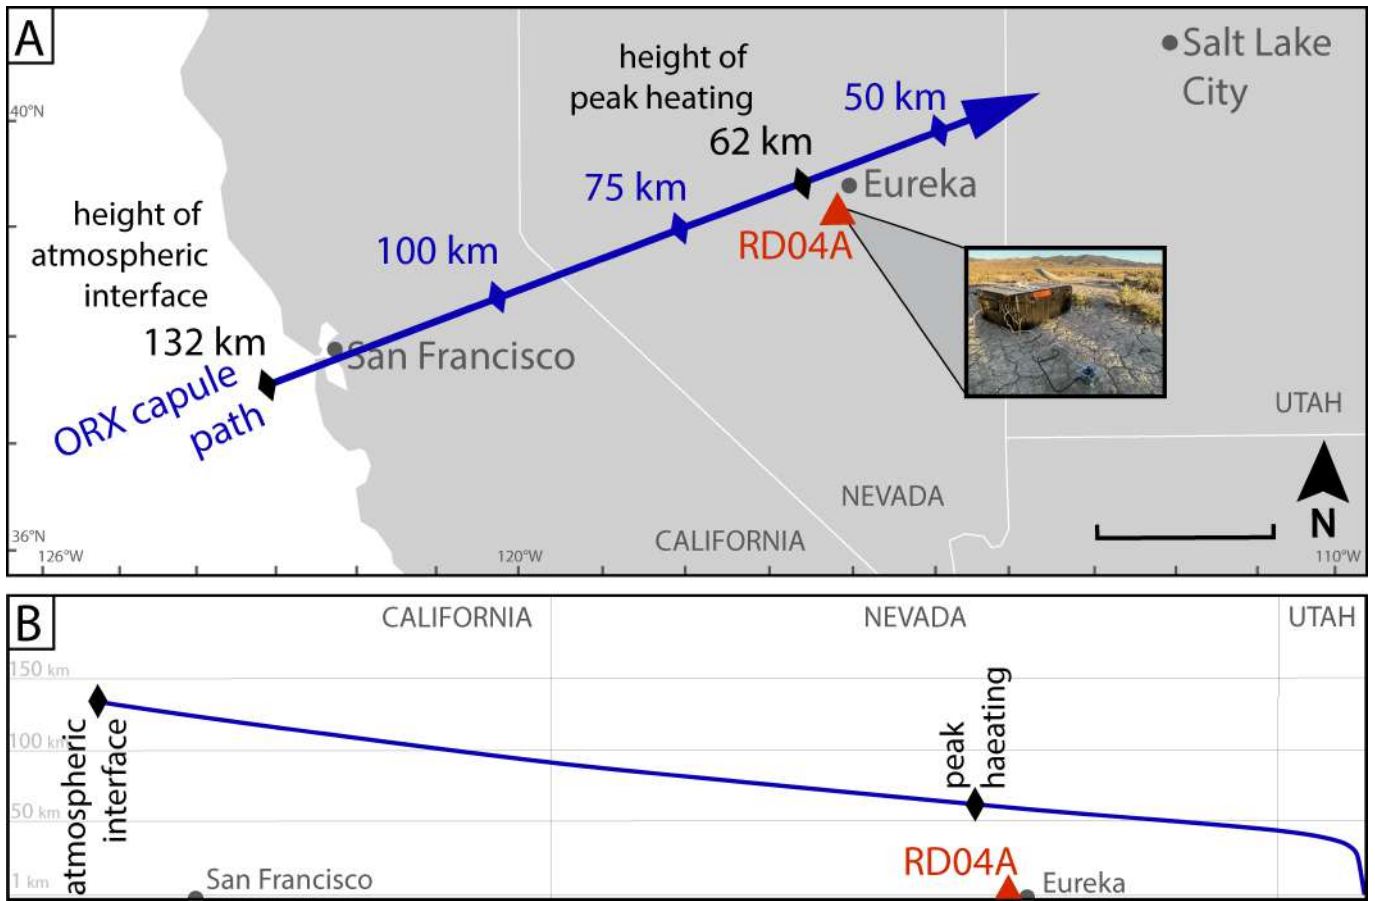 A
40°N
36°N
126°W
120°W
110°W
Salt Lake
City
height of
peak heating
50 km
62 km
75 km
Eureka
RD04A
100 km
height of
atmospheric
interface
132 km
San Francisco
ORX capule
path
UTAH
NEVADA
CALIFORNIA
N
B
CALIFORNIA
NEVADA
UTAH
150 km
100 km
50 km
1 km
atmospheric
interface
peak
haeating
RD04A
San Francisco
Eureka